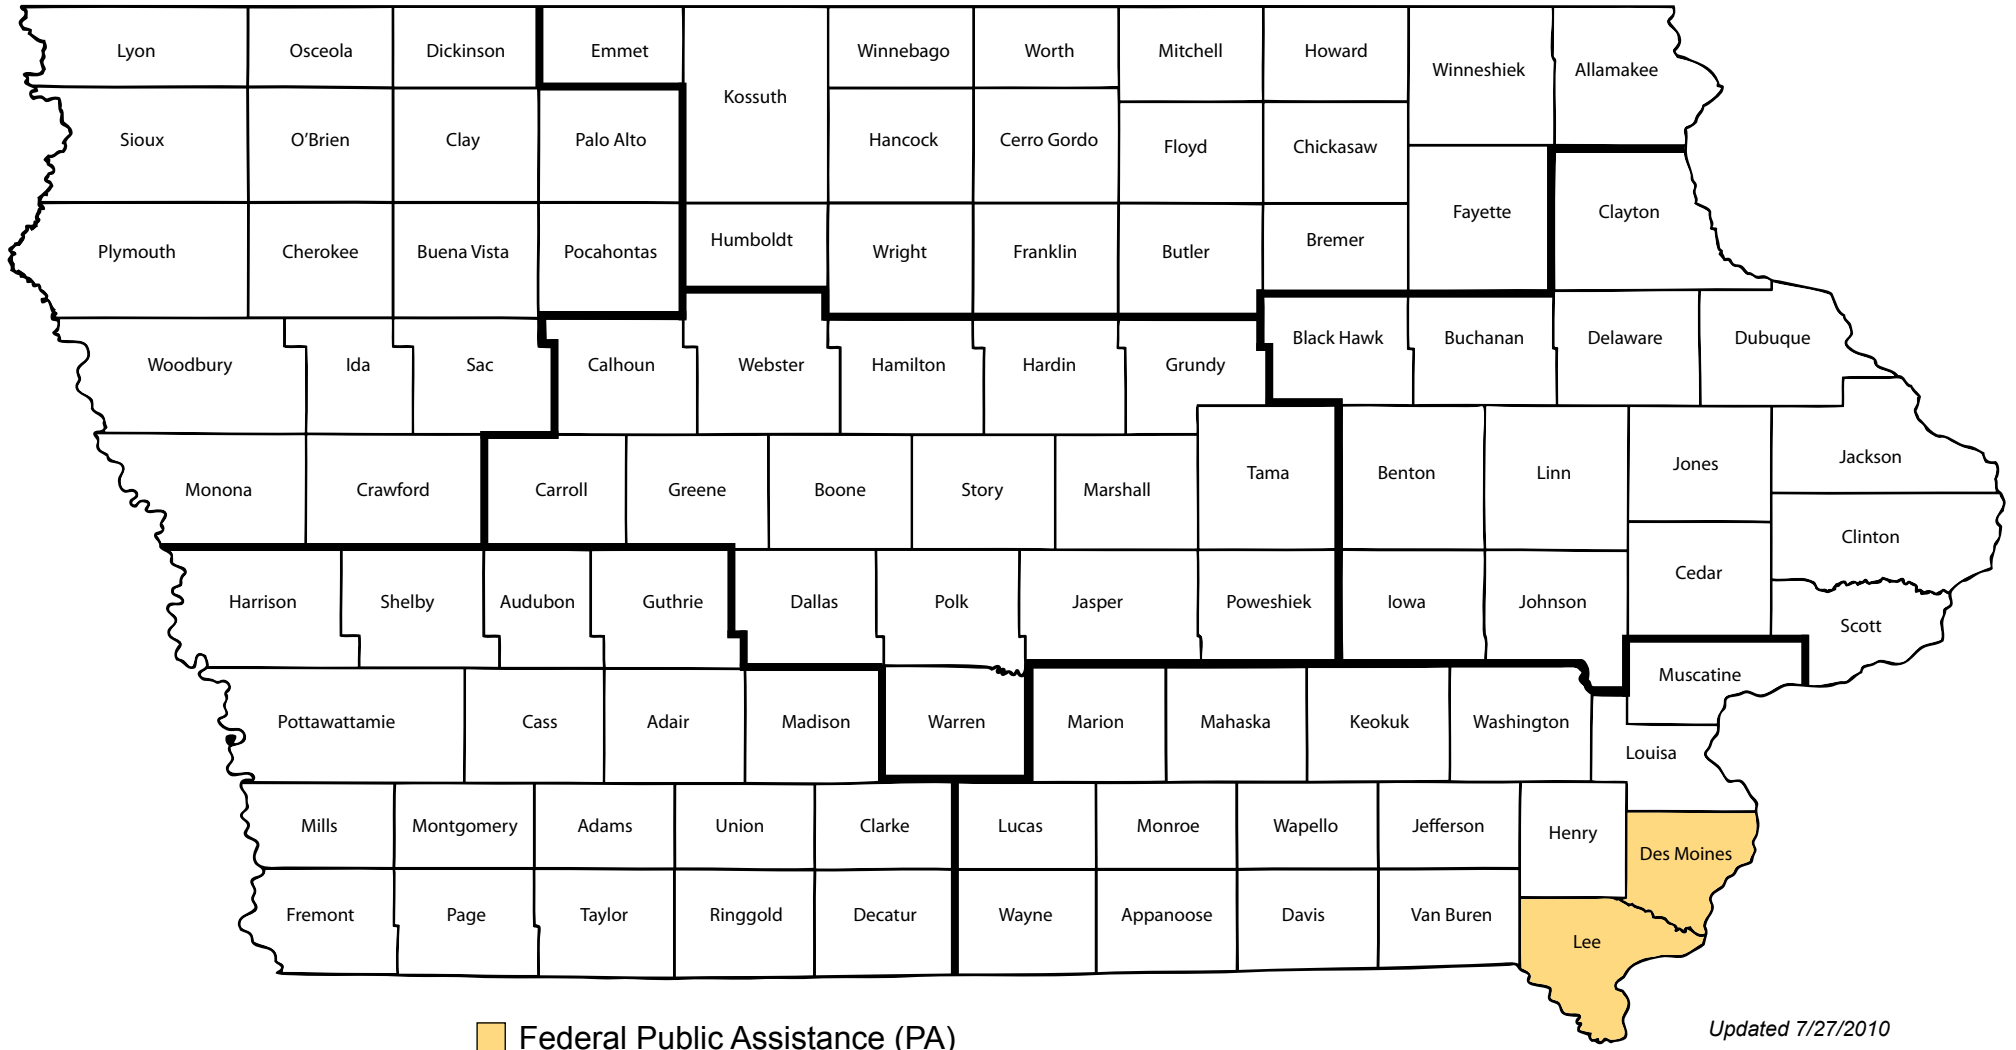 Lyon
Osceola
Dickinson
Emmet
Kossuth
Winnebago
Worth
Mitchell
Howard
Winneshiek
Allamakee
Sioux
O'Brien
Clay
Palo Alto
Hancock
Cerro Gordo
Floyd
Chickasaw
Plymouth
Cherokee
Buena Vista
Pocahontas
Humboldt
Wright
Franklin
Butler
Bremer
Fayette
Clayton
Woodbury
Ida
Sac
Calhoun
Webster
Hamilton
Hardin
Grundy
Black Hawk
Buchanan
Delaware
Dubuque
Monona
Crawford
Carroll
Greene
Boone
Story
Marshall
Tama
Benton
Linn
Jones
Jackson
Clinton
Cedar
Harrison
Shelby
Audubon
Guthrie
Dallas
Polk
Jasper
Poweshiek
Iowa
Johnson
Scott
Muscatine
Pottawattamie
Cass
Adair
Madison
Warren
Marion
Mahaska
Keokuk
Washington
Louisa
Mills
Montgomery
Adams
Union
Clarke
Lucas
Monroe
Wapello
Jefferson
Henry
Des Moines
Fremont
Page
Taylor
Ringgold
Decatur
Wayne
Appanoose
Davis
Van Buren
Lee
Federal Public Assistance (PA)
Updated 7/27/2010